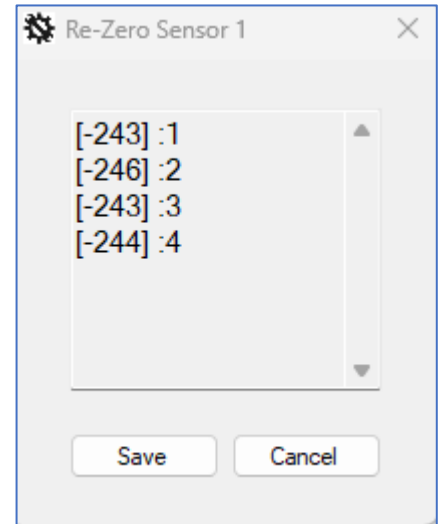 Re-Zero Sensor 1
[-243] :1
[-246] :2
[-243] :3
[-244] :4
Save
Cancel